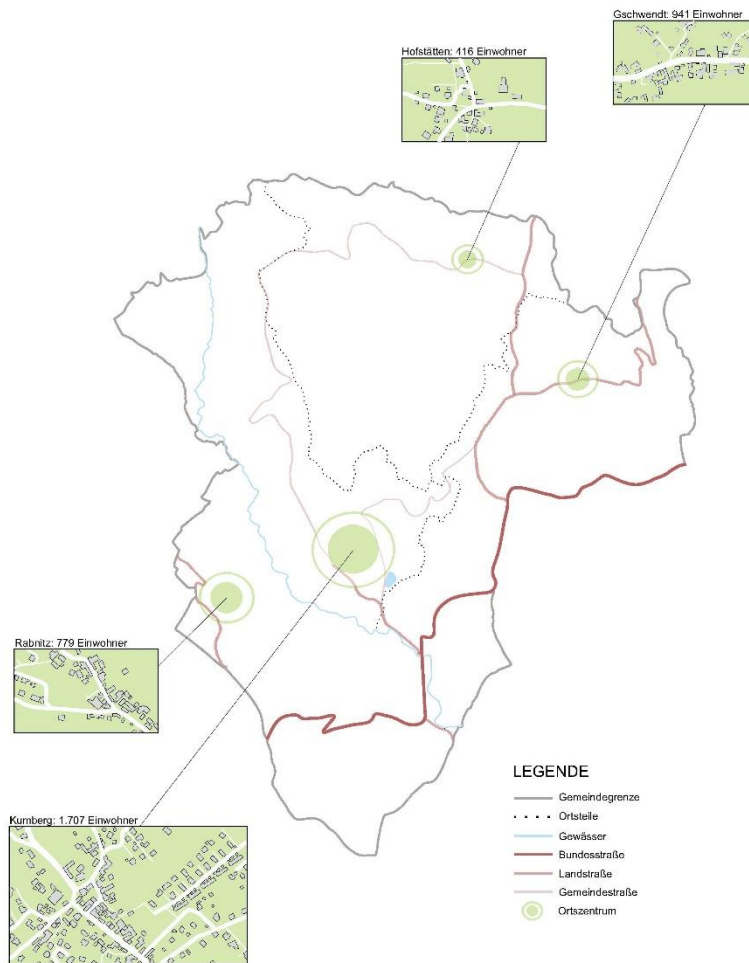 Gschwendt: 941 Einwohner
Hofstätten: 416 Einwohner
Rabnitz: 779 Einwohner
Kumberg: 1.707 Einwohner
LEGENDE
Gemeindegrenze
Ortsteile
Gewässer
Bundesstraße
Landstraße
Gemeindestraße
Ortszentrum